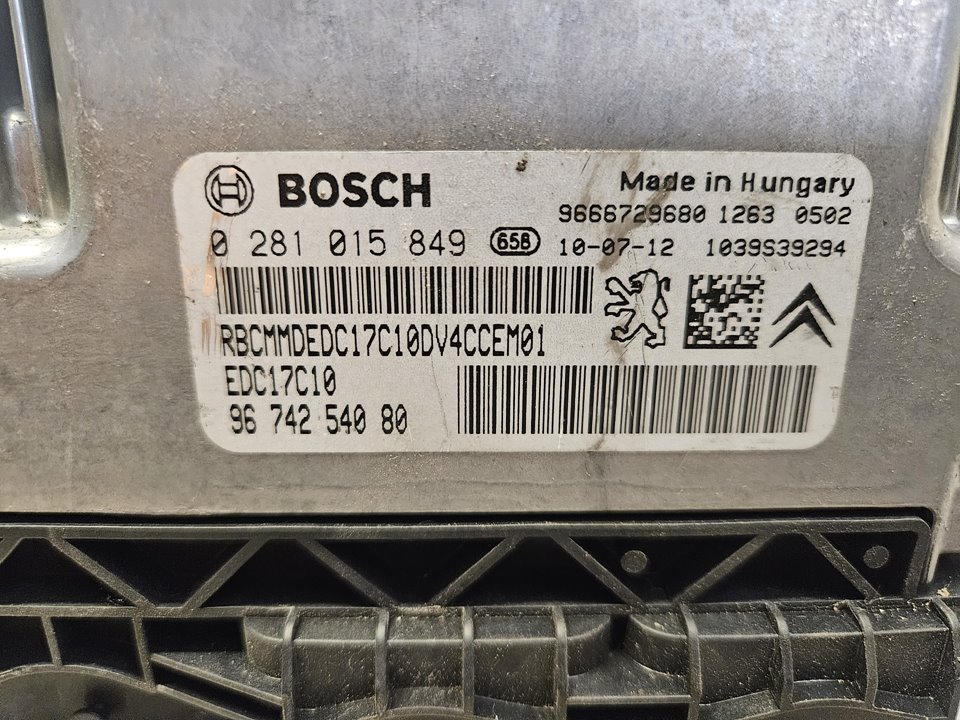 BOSCH
Made in Hungary
9666729680 1263 0502
0 281 015 849 658 10-07-12 1039S39294
RBCMMDEDC17C10DV4CCEM01
EDC17C10
96 742 540 80